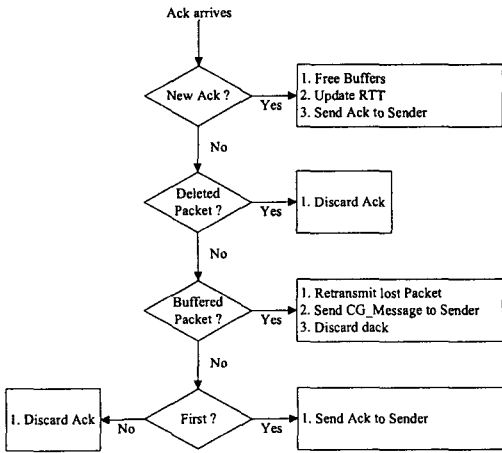 Ack arrives
New Ack ?
Yes
1. Free Buffers
2. Update RTT
3. Send Ack to Sender
No
Deleted
Packet ?
Yes
1. Discard Ack
No
Buffered
Packet ?
Yes
1. Retransmit lost Packet
2. Send CG_Message to Sender
3. Discard dack
No
1. Discard Ack
No
First ?
Yes
1. Send Ack to Sender